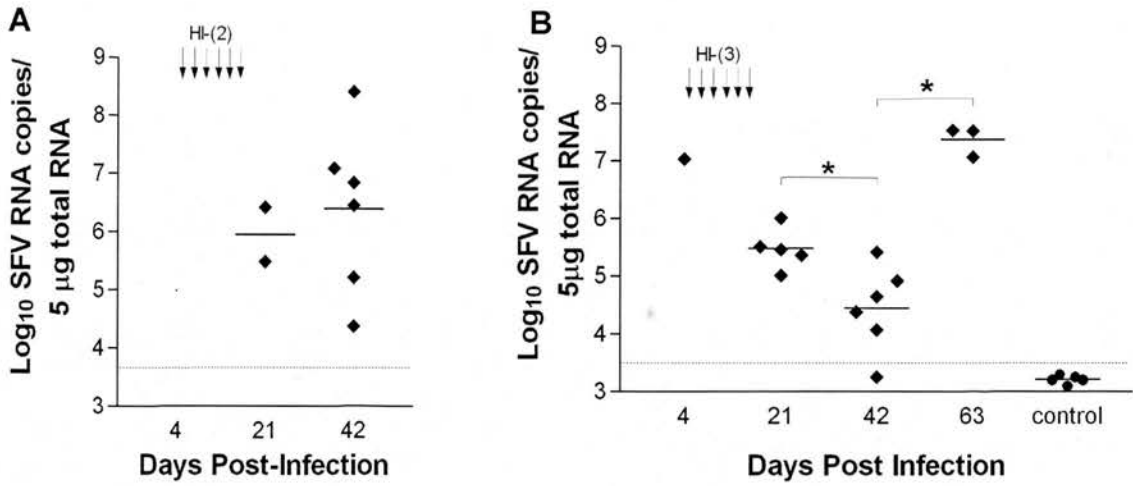 A
HI-(2)
Log10 SFV RNA copies/
5 µg total RNA
9
8
7
6
5
4
3
4 21 42
Days Post-Infection
B
HI-(3)
Log10 SFV RNA copies/
5µg total RNA
9
8
7
6
5
4
3
*
*
4 21 42 63 control
Days Post Infection